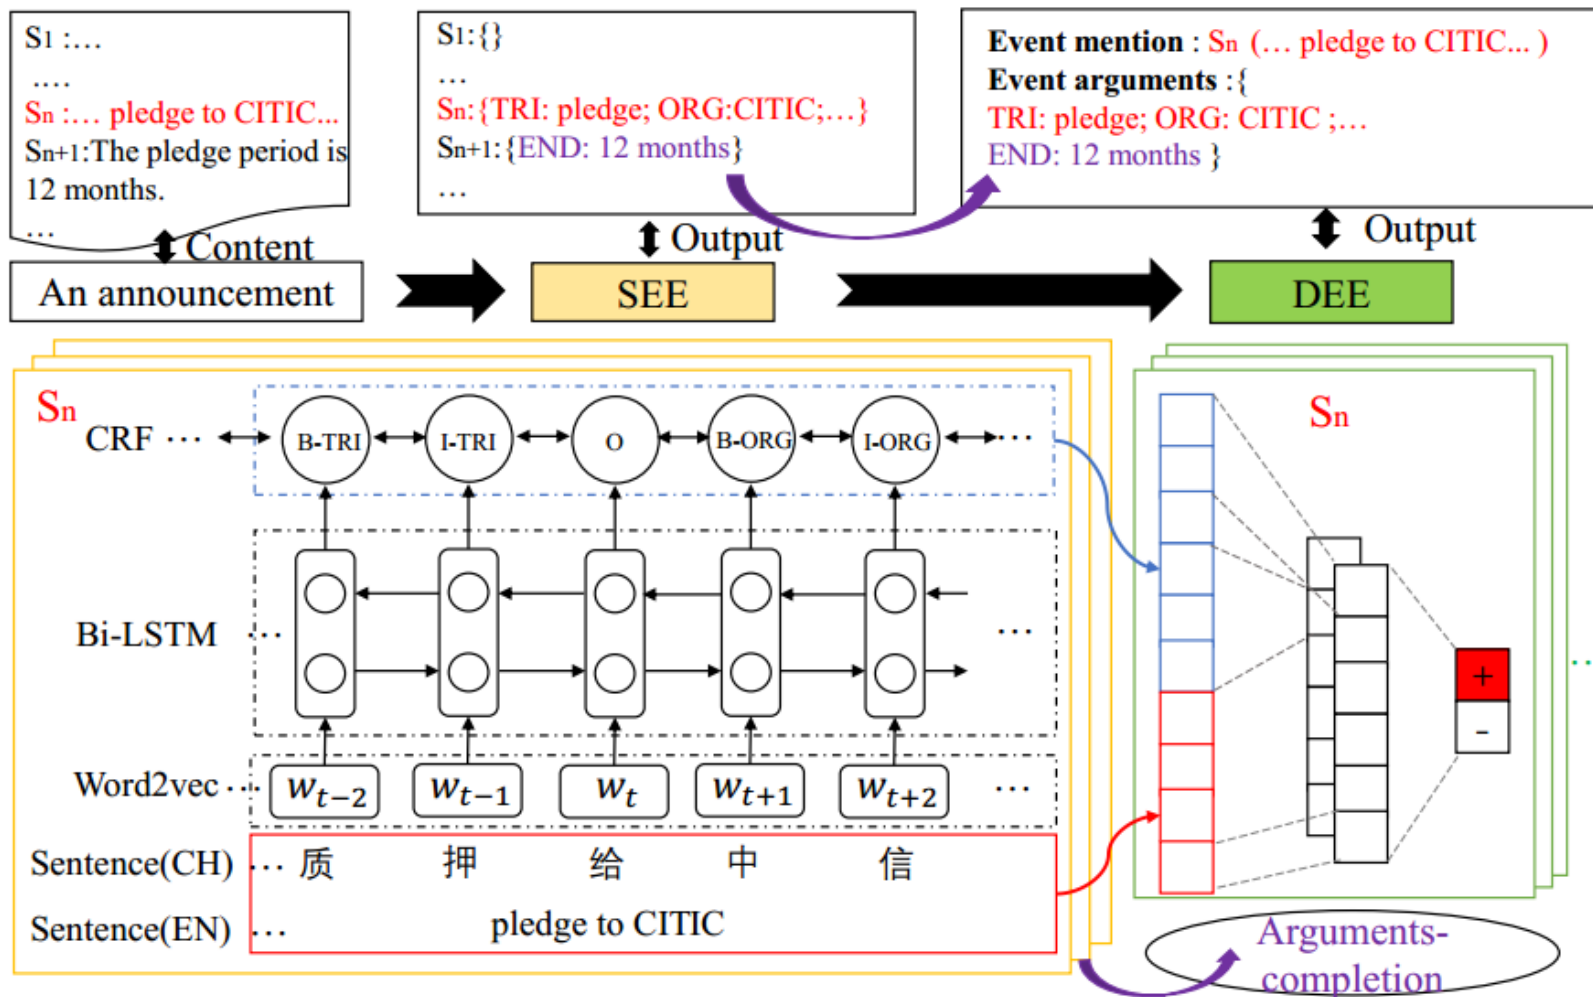 S1 :…
….
Sn :… pledge to CITIC...
Sn+1:The pledge period is
12 months.
…
Content
An announcement
S1:{}
…
Sn:{TRI: pledge; ORG:CITIC;…}
Sn+1:{END: 12 months}
…
Output
SEE
Event mention : Sn (… pledge to CITIC... )
Event arguments :{
TRI: pledge; ORG: CITIC ;…
END: 12 months }
Output
DEE
Sn
CRF … B-TRI I-TRI O B-ORG I-ORG …
Bi-LSTM … …
Word2vec … wt−2 wt−1 wt wt+1 wt+2 …
Sentence(CH) … 质 押 给 中 信
Sentence(EN) … pledge to CITIC
Sn
+
-
…
Arguments-
completion